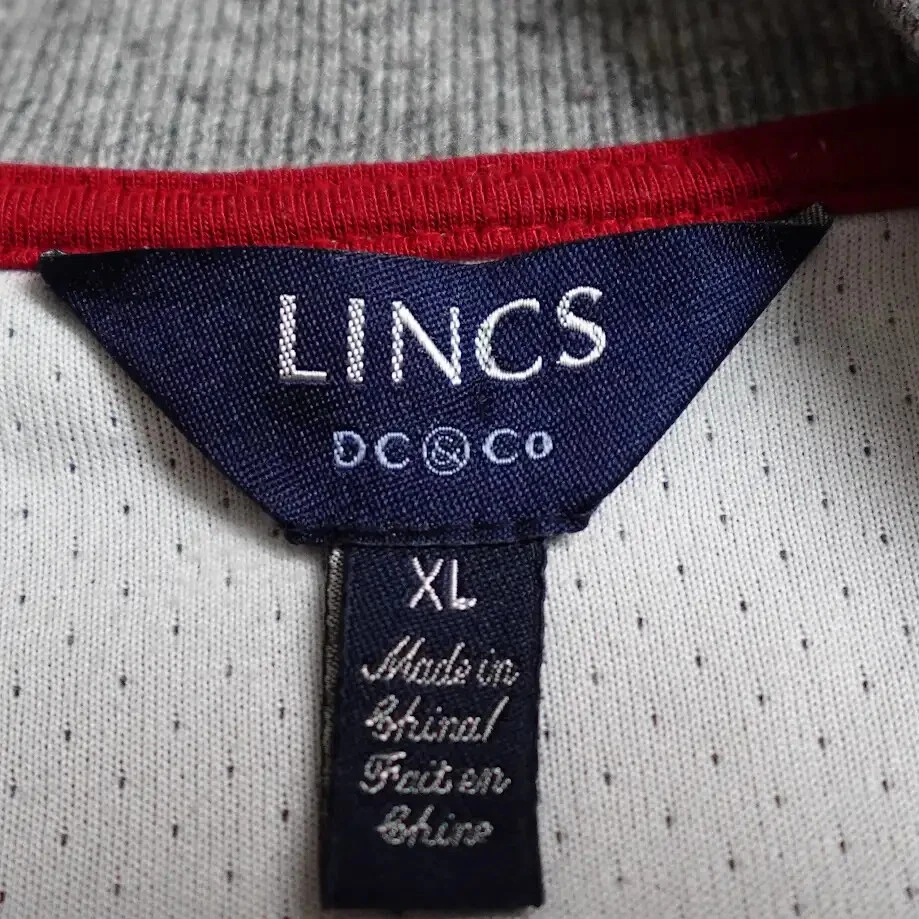 LINCS
DC & Co
XL
Made in
China/
Fait en
Chine